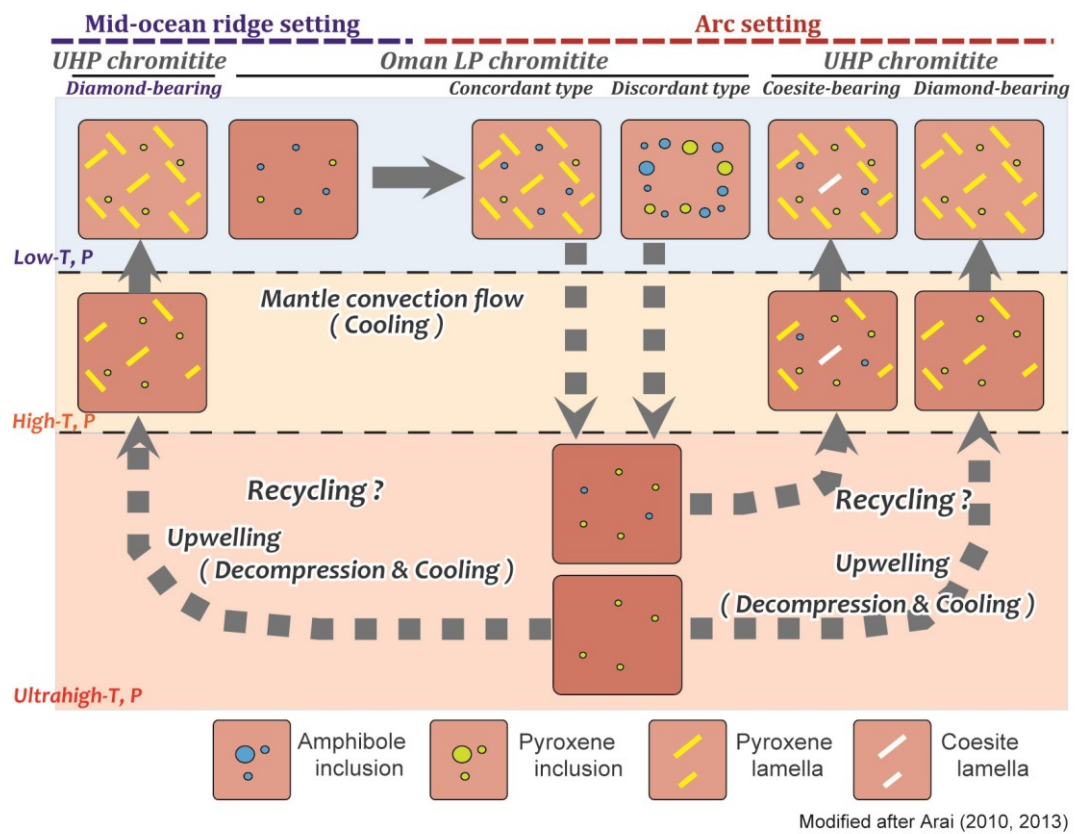 Mid-ocean ridge setting
Arc setting
UHP chromitite
Oman LP chromitite
UHP chromitite
Diamond-bearing
Concordant type
Discordant type
Coesite-bearing
Diamond-bearing
Low-T, P
Mantle convection flow
( Cooling )
High-T, P
Recycling ?
Recycling ?
Upwelling
( Decompression & Cooling )
Upwelling
( Decompression & Cooling )
Ultrahigh-T, P
Amphibole
inclusion
Pyroxene
inclusion
Pyroxene
lamella
Coesite
lamella
Modified after Arai (2010, 2013)